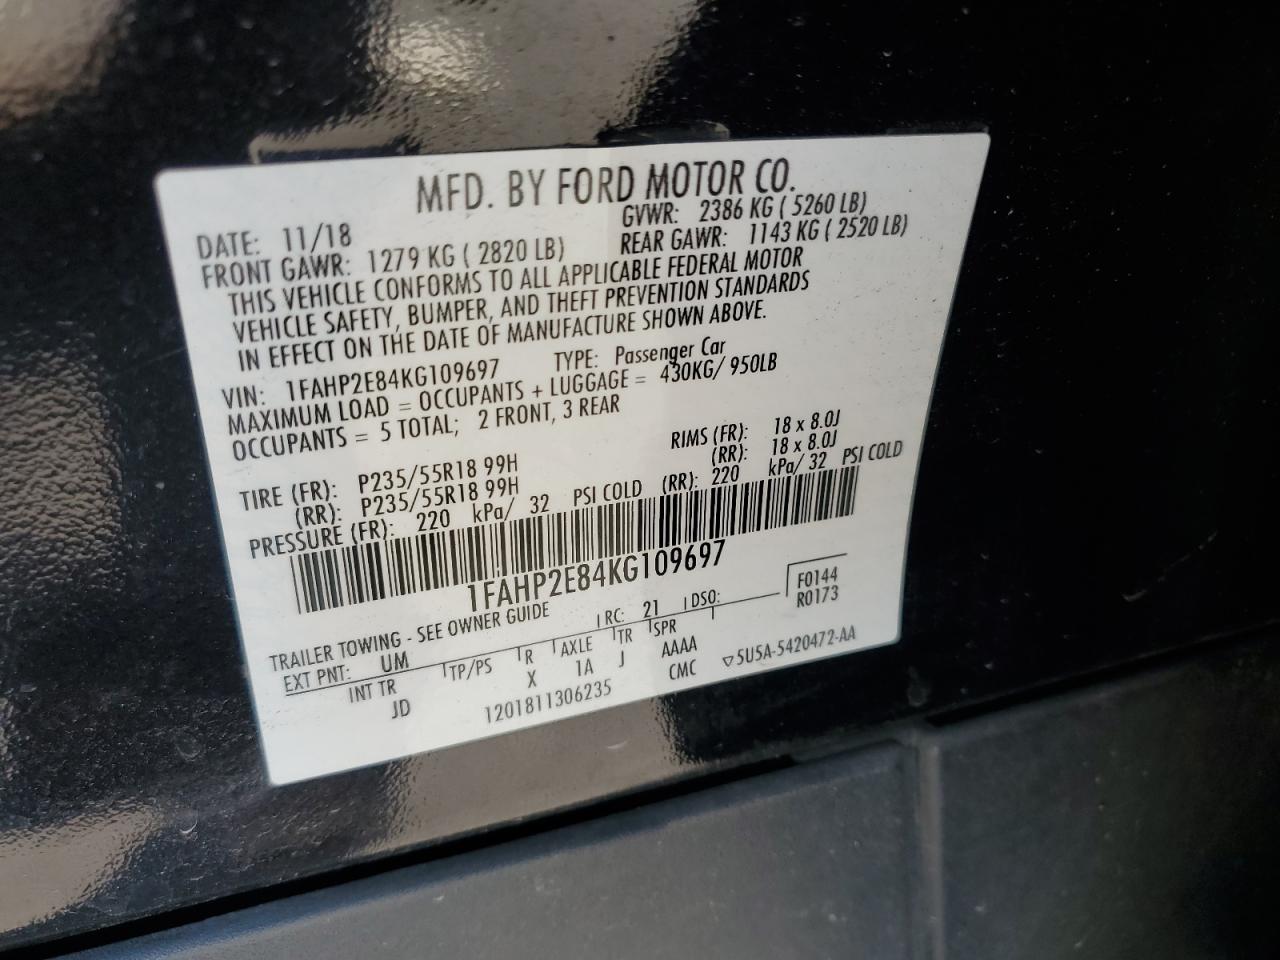 MFD. BY FORD MOTOR CO.
DATE: 11/18 GVWR: 2386 KG ( 5260 LB)
FRONT GAWR: 1279 KG ( 2820 LB) REAR GAWR: 1143 KG ( 2520 LB)
THIS VEHICLE CONFORMS TO ALL APPLICABLE FEDERAL MOTOR
VEHICLE SAFETY, BUMPER, AND THEFT PREVENTION STANDARDS
IN EFFECT ON THE DATE OF MANUFACTURE SHOWN ABOVE.
VIN: 1FAHP2E84KG109697 TYPE: Passenger Car
MAXIMUM LOAD = OCCUPANTS + LUGGAGE = 430KG/ 950LB
OCCUPANTS = 5 TOTAL; 2 FRONT, 3 REAR
TIRE (FR): P235/55R18 99H RIMS (FR): 18 x 8.0J
(RR): P235/55R18 99H (RR): 18 x 8.0J
PRESSURE (FR): 220 kPa/ 32 PSI COLD (RR): 220 kPa/ 32 PSI COLD
1FAHP2E84KG109697
TRAILER TOWING - SEE OWNER GUIDE F0144
EXT PNT: UM RC: 21 DSO: R0173
INT TR TP/PS R AXLE TR SPR
JD X 1A J AAAA
1201811306235 CMC ▽5U5A-5420472-AA